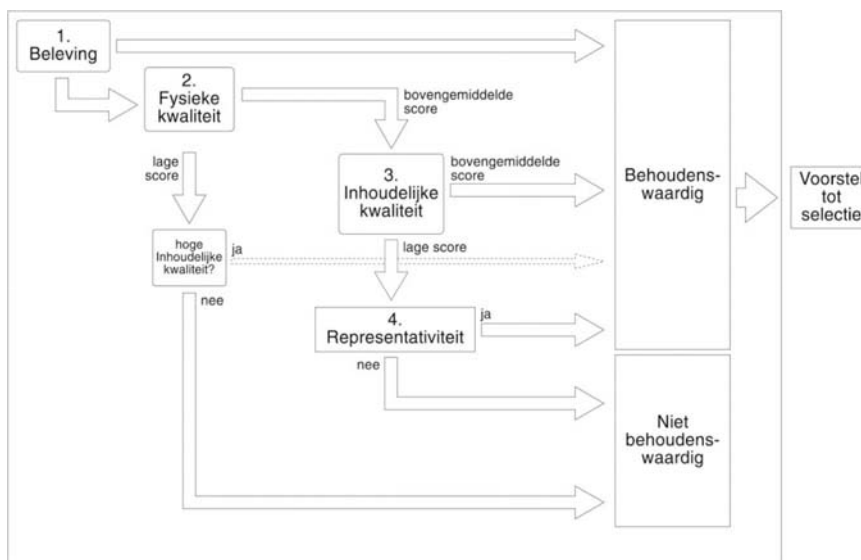 1.
Beleving
2.
Fysieke
kwaliteit
bovengemiddelde
score
lage
score
3.
Inhoudelijke
kwaliteit
bovengemiddelde
score
Behoudens-
waardig
Voorstel
tot
selectie
hoge
Inhoudelijke
kwaliteit?
ja
lage score
nee
4.
Representativiteit
ja
nee
Niet
behoudens-
waardig